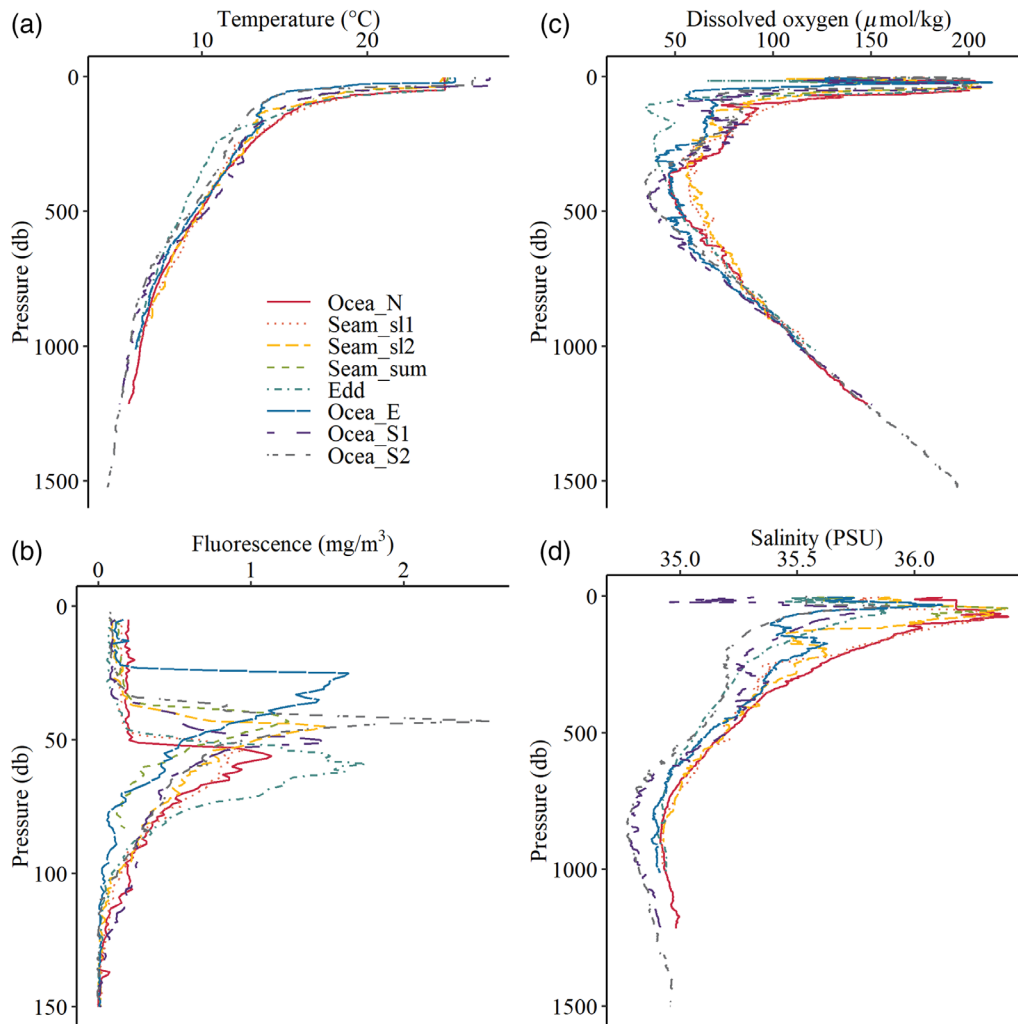 (a)
Temperature (°C)
10 20
0
500
1000
1500
Pressure (db)
Ocea_N
Seam_sl1
Seam_sl2
Seam_sum
Edd
Ocea_E
Ocea_S1
Ocea_S2
(c)
Dissolved oxygen (μmol/kg)
50 100 150 200
0
500
1000
1500
Pressure (db)
(b)
Fluorescence (mg/m³)
0 1 2
0
50
100
150
Pressure (db)
(d)
Salinity (PSU)
35.0 35.5 36.0
0
500
1000
1500
Pressure (db)